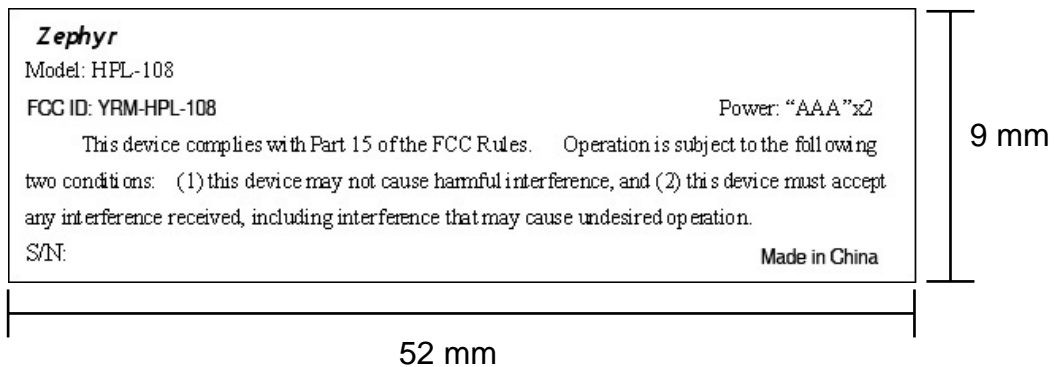 Zephyr
Model: HPL-108
FCC ID: YRM-HPL-108 Power: “AAA”x2
This device complies with Part 15 of the FCC Rules. Operation is subject to the following
two conditions: (1) this device may not cause harmful interference, and (2) this device must accept
any interference received, including interference that may cause undesired operation.
S/N: Made in China
9 mm
52 mm